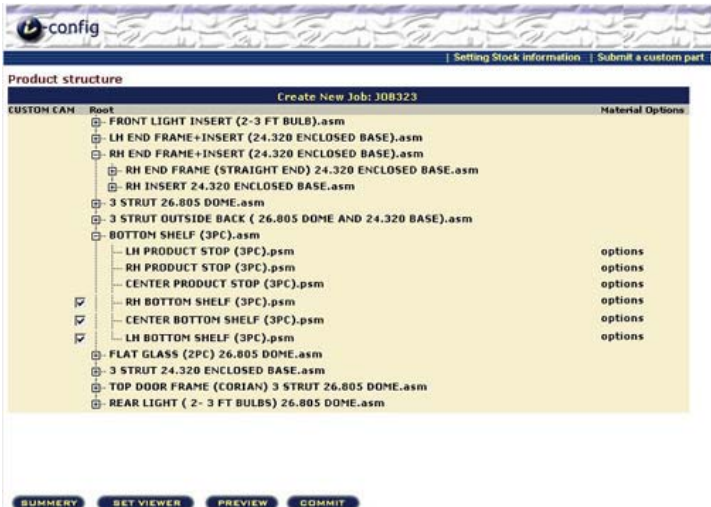 i-config
| Setting Stock information | Submit a custom part |
Product structure
Create New Job: JOB323
CUSTOM CAM Root Material Options
FRONT LIGHT INSERT (2-3 FT BULB).asm
LH END FRAME+INSERT (24.320 ENCLOSED BASE).asm
RH END FRAME+INSERT (24.320 ENCLOSED BASE).asm
RH END FRAME (STRAIGHT END) 24.320 ENCLOSED BASE.asm
RH INSERT 24.320 ENCLOSED BASE.asm
3 STRUT 26.805 DOME.asm
3 STRUT OUTSIDE BACK ( 26.805 DOME AND 24.320 BASE).asm
BOTTOM SHELF (3PC).asm
LH PRODUCT STOP (3PC).psm options
RH PRODUCT STOP (3PC).psm options
CENTER PRODUCT STOP (3PC).psm options
RH BOTTOM SHELF (3PC).psm options
CENTER BOTTOM SHELF (3PC).psm options
LH BOTTOM SHELF (3PC).psm options
FLAT GLASS (2PC) 26.805 DOME.asm
3 STRUT 24.320 ENCLOSED BASE.asm
TOP DOOR FRAME (CORIAN) 3 STRUT 26.805 DOME.asm
REAR LIGHT ( 2- 3 FT BULBS) 26.805 DOME.asm
SUMMERY SET VIEWER PREVIEW COMMIT